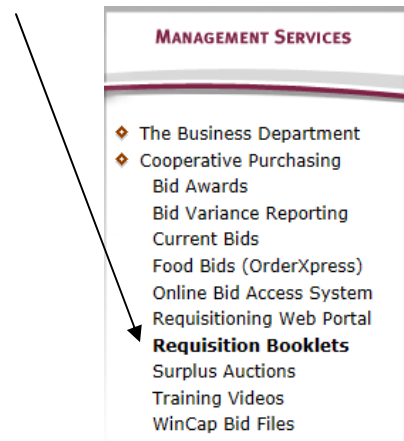 MANAGEMENT SERVICES
The Business Department
Cooperative Purchasing
Bid Awards
Bid Variance Reporting
Current Bids
Food Bids (OrderXpress)
Online Bid Access System
Requisitioning Web Portal
Requisition Booklets
Surplus Auctions
Training Videos
WinCap Bid Files